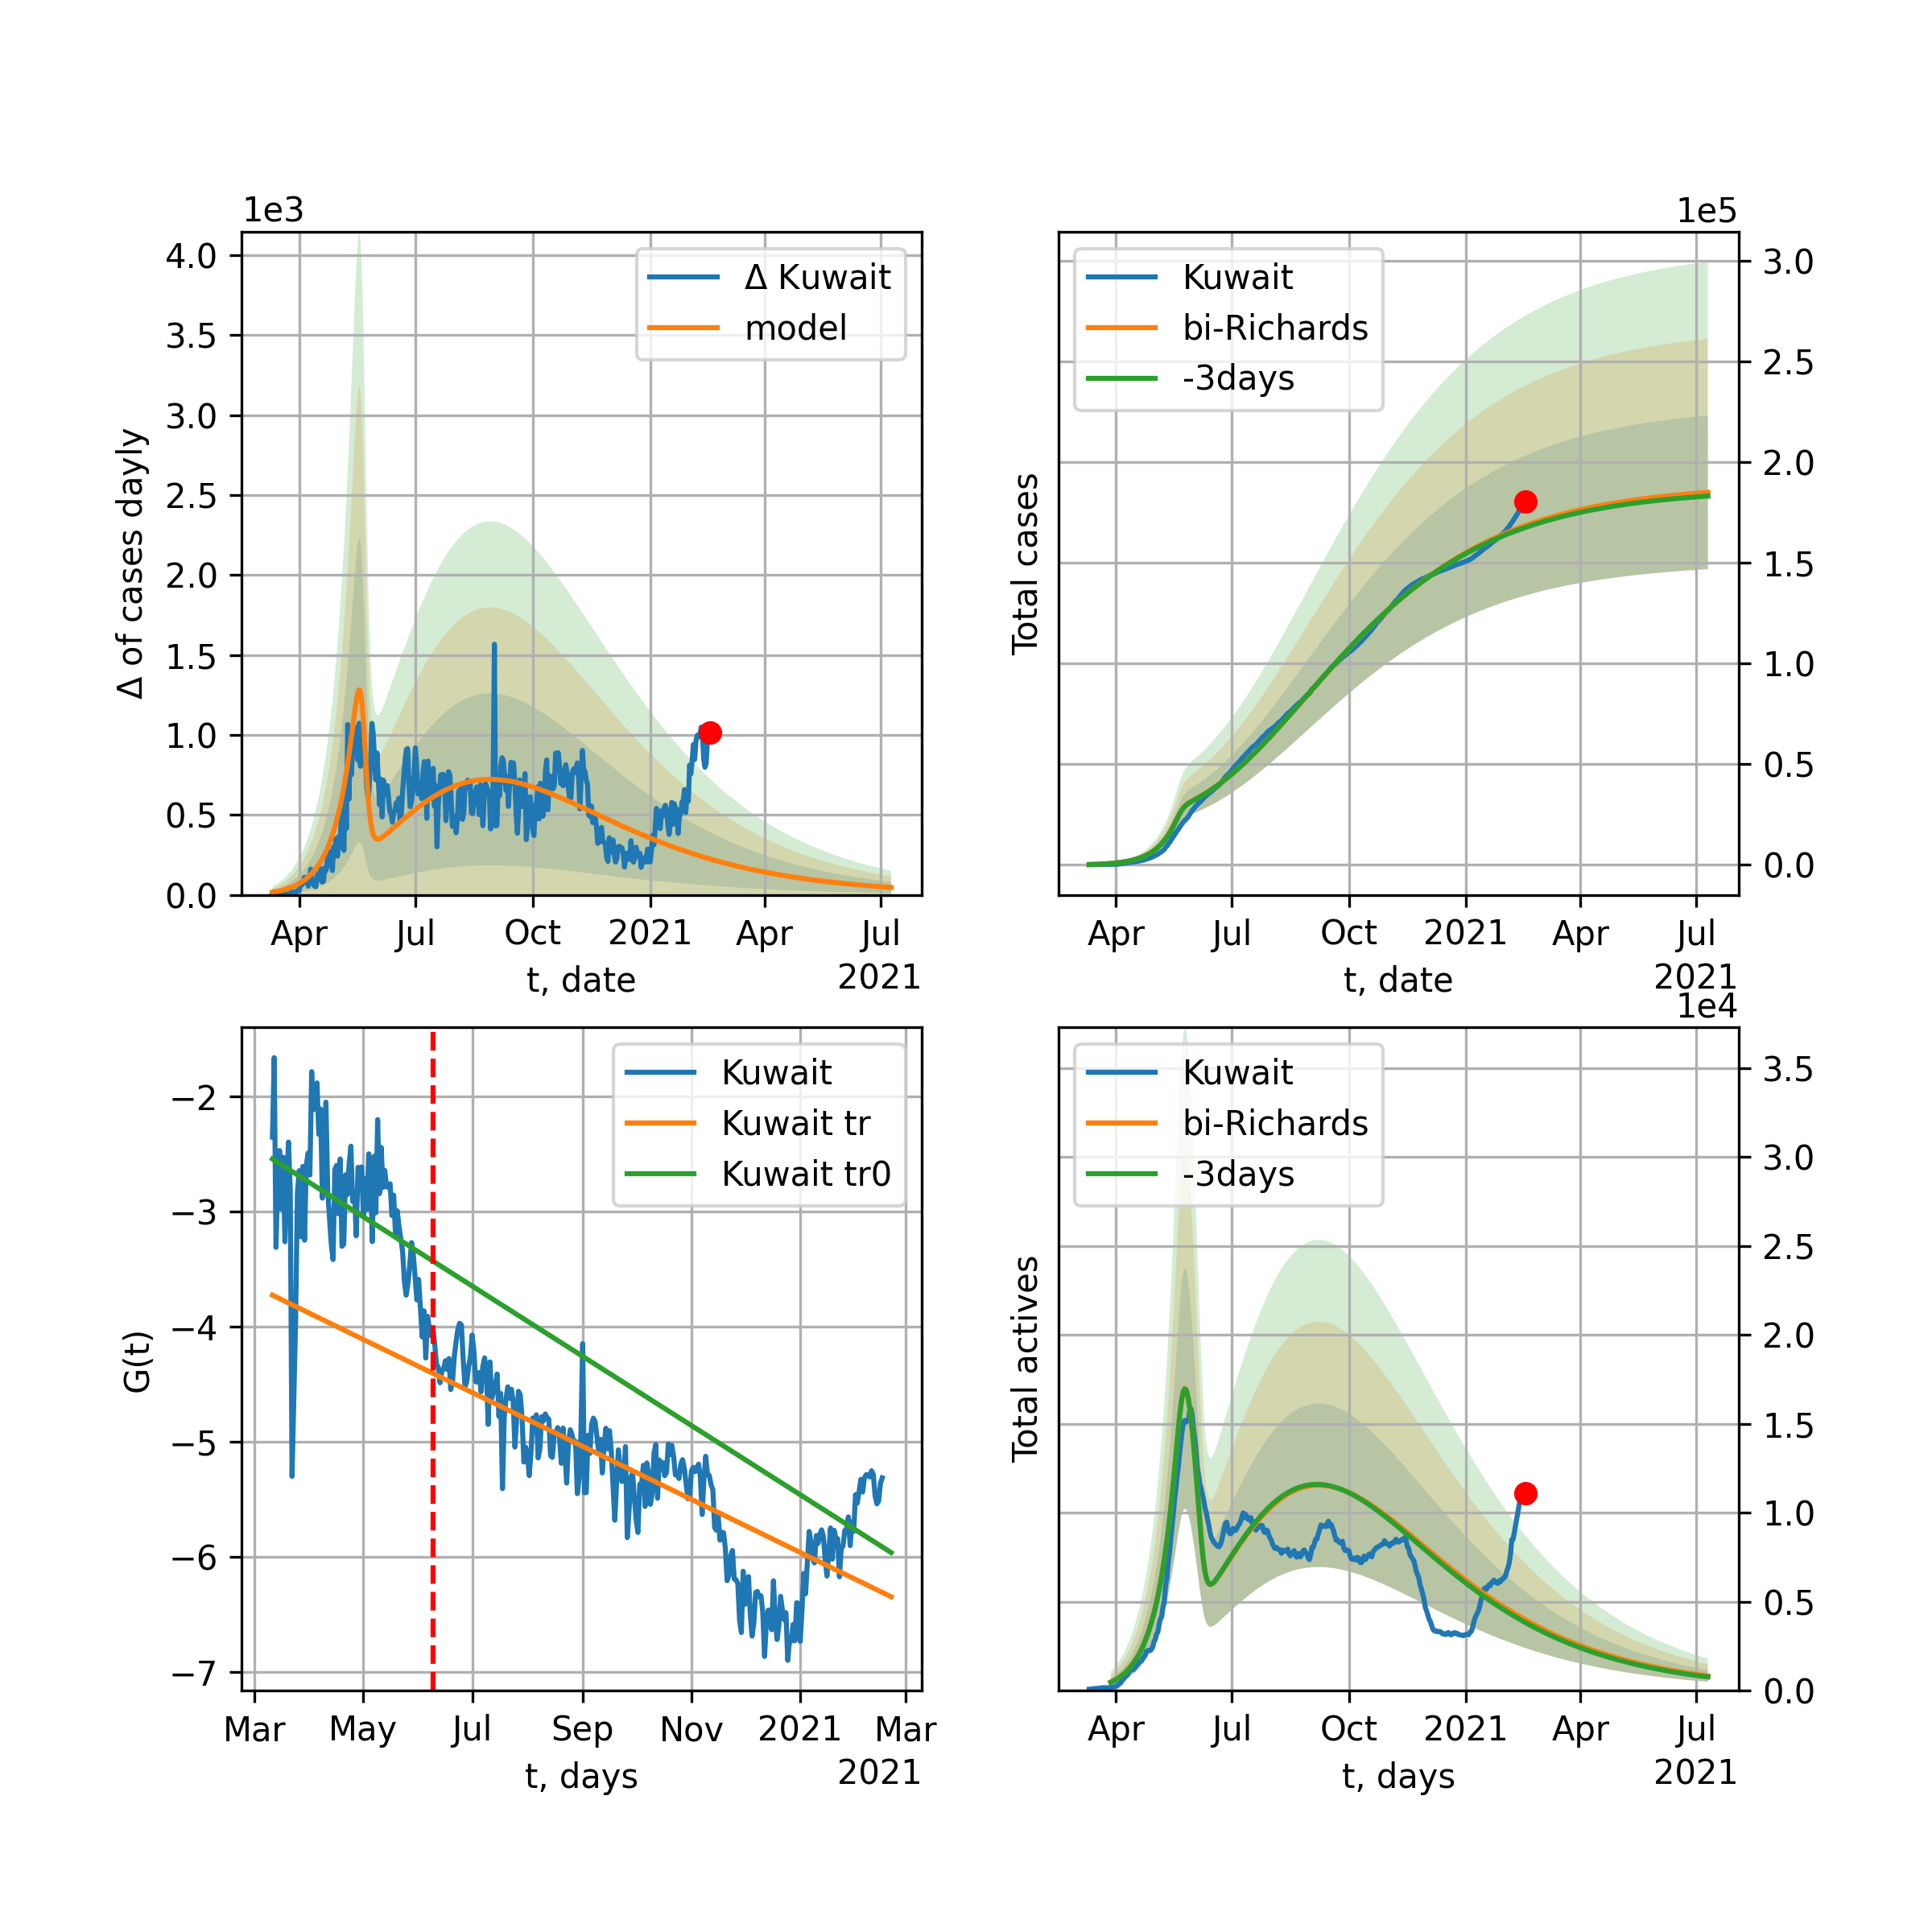 1e3
4.0
3.5
3.0
2.5
2.0
1.5
1.0
0.5
0.0
Δ of cases dayly
Δ Kuwait
model
Apr Jul Oct 2021 Apr Jul
t, date
2021
1e5
Total cases
Kuwait
bi-Richards
-3days
3.0
2.5
2.0
1.5
1.0
0.5
0.0
Apr Jul Oct 2021 Apr Jul
t, date
2021
−2
−3
−4
−5
−6
−7
G(t)
Kuwait
Kuwait tr
Kuwait tr0
Mar May Jul Sep Nov 2021 Mar
t, days
2021
1e4
Total actives
Kuwait
bi-Richards
-3days
3.5
3.0
2.5
2.0
1.5
1.0
0.5
0.0
Apr Jul Oct 2021 Apr Jul
t, days
2021